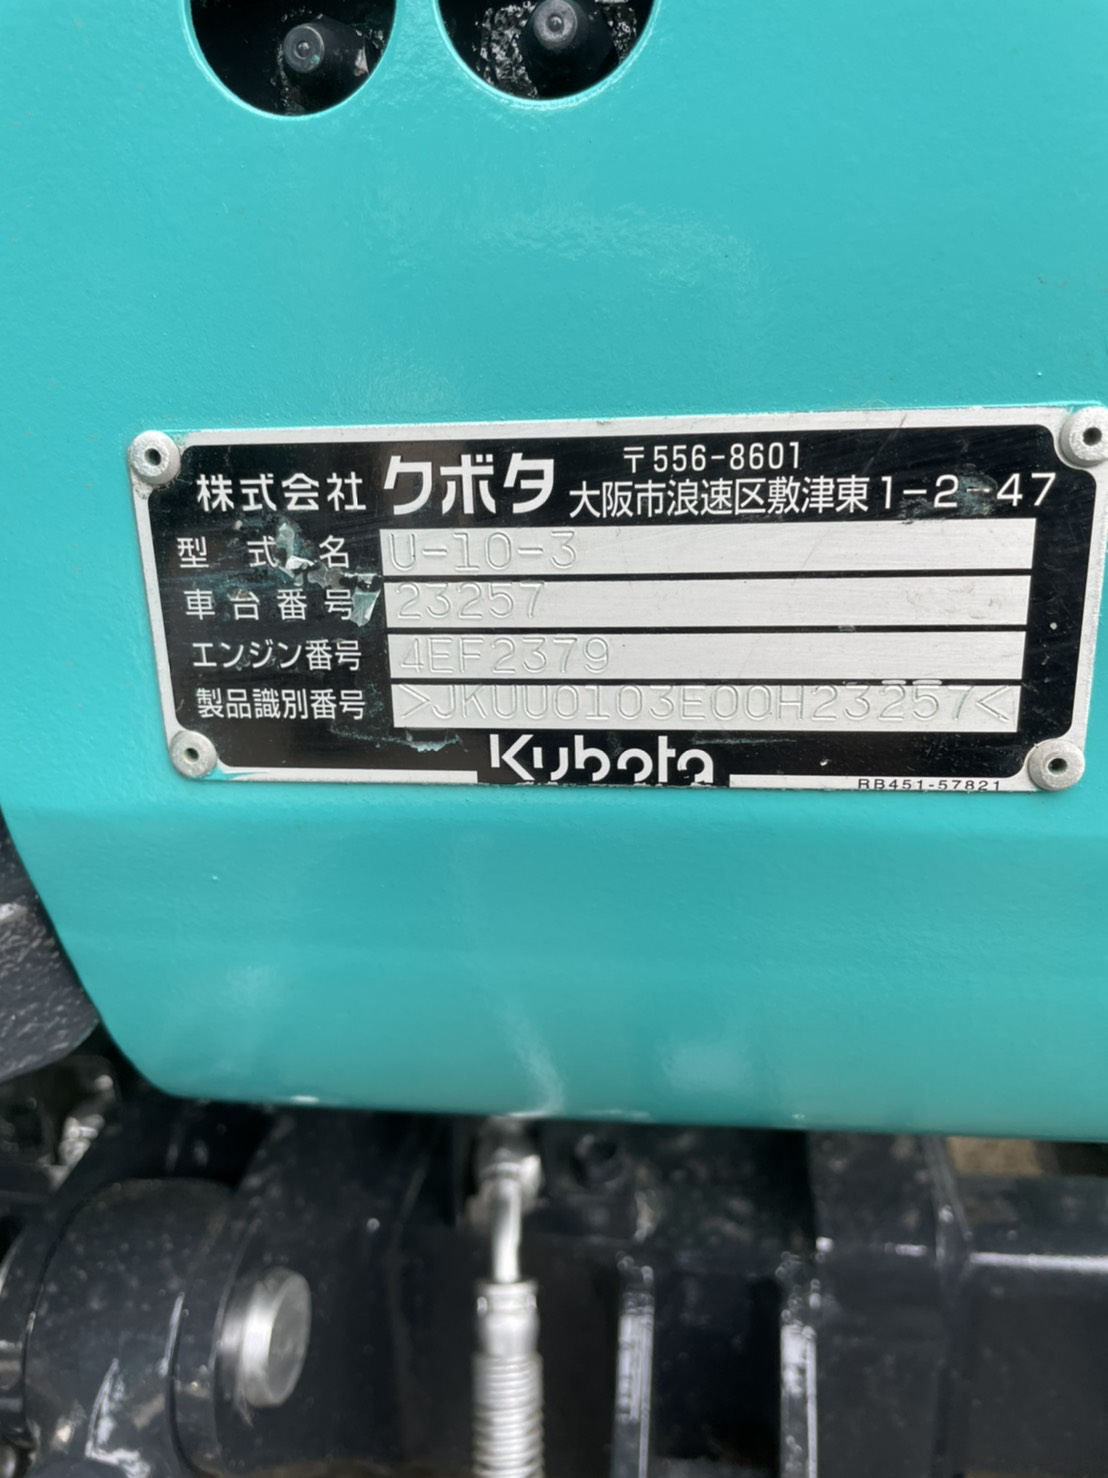 株式会社 クボタ 〒556-8601
大阪市浪速区敷津東1-2-47
型式名 U-10-3
車台番号 23257
エンジン番号 4EF2379
製品識別番号 >JKUU0103E00H23257<
Kubota
RB451-57821